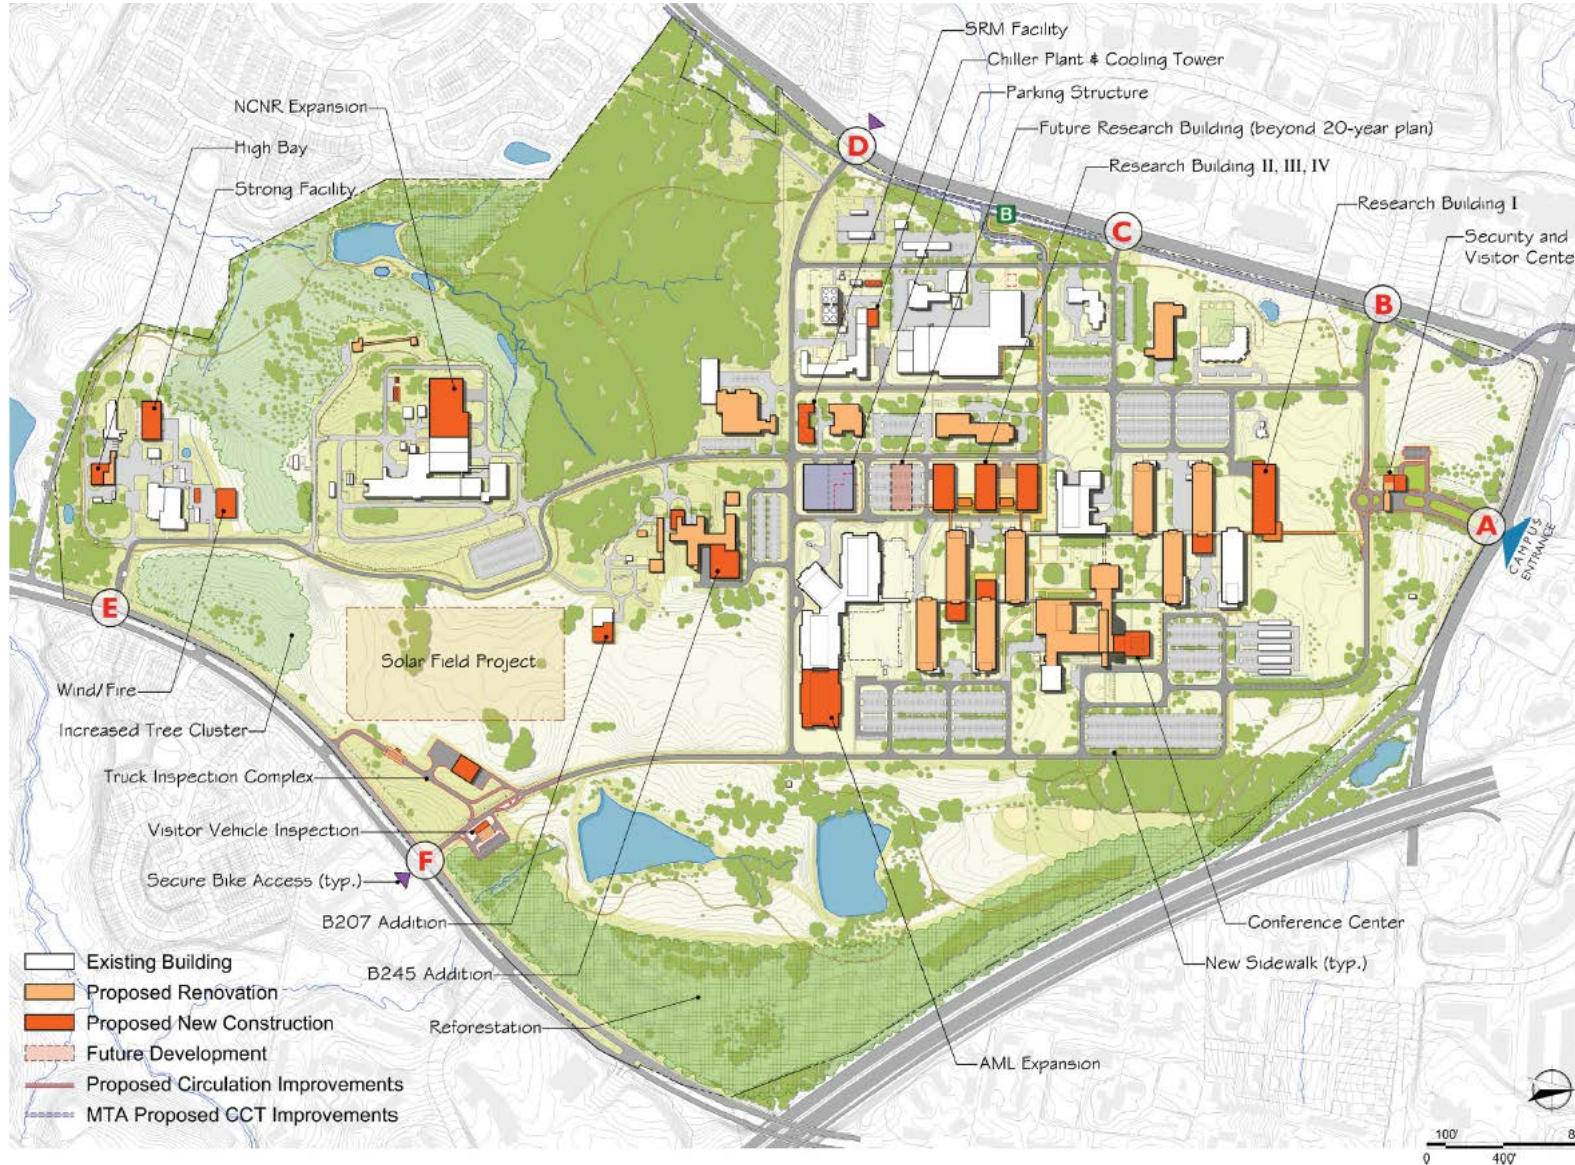 SRM Facility
Chiller Plant & Cooling Tower
Parking Structure
Future Research Building (beyond 20-year plan)
Research Building II, III, IV
Research Building I
Security and
Visitor Cente
NCNR Expansion
High Bay
Strong Facility
D
B
C
B
A
CAMPUS
ENTRANCE
E
Solar Field Project
Wind/Fire
Increased Tree Cluster
Truck Inspection Complex
Visitor Vehicle Inspection
F
Secure Bike Access (typ.)
B207 Addition
B245 Addition
Reforestation
Conference Center
New Sidewalk (typ.)
AML Expansion
Existing Building
Proposed Renovation
Proposed New Construction
Future Development
Proposed Circulation Improvements
MTA Proposed CCT Improvements
100'
8
0
400'